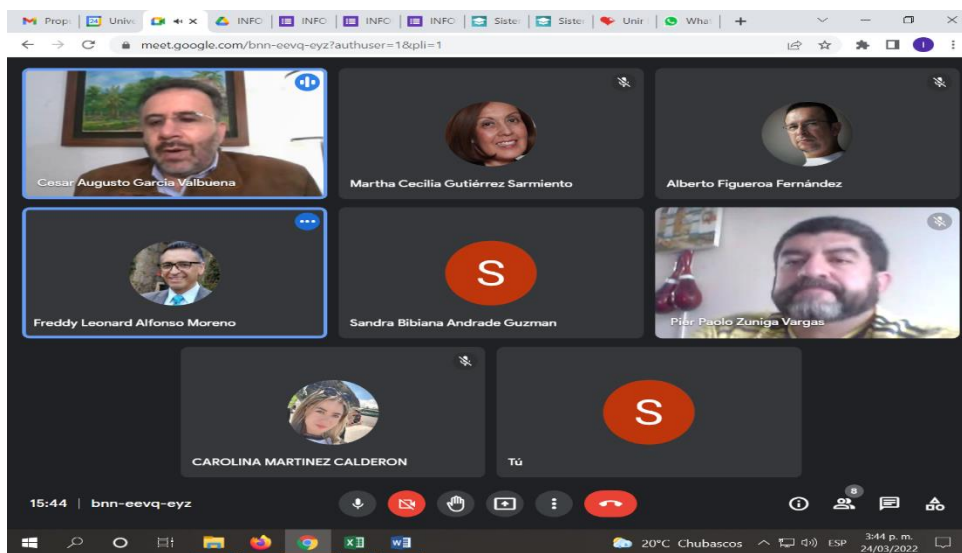 Prop
Unive
INFO
INFO
INFO
INFO
Sister
Sister
Unir
Wha
meet.google.com/bnn-eevq-eyz?authuser=1&pli=1
I
Cesar Augusto Garcia Valbuena
Martha Cecilia Gutiérrez Sarmiento
Alberto Figueroa Fernández
Freddy Leonard Alfonso Moreno
S
Sandra Bibiana Andrade Guzman
Pier Paolo Zuniga Vargas
CAROLINA MARTINEZ CALDERON
S
Tú
15:44 | bnn-eevq-eyz
8
20°C Chubascos
ESP
3:44 p. m.
24/03/2022